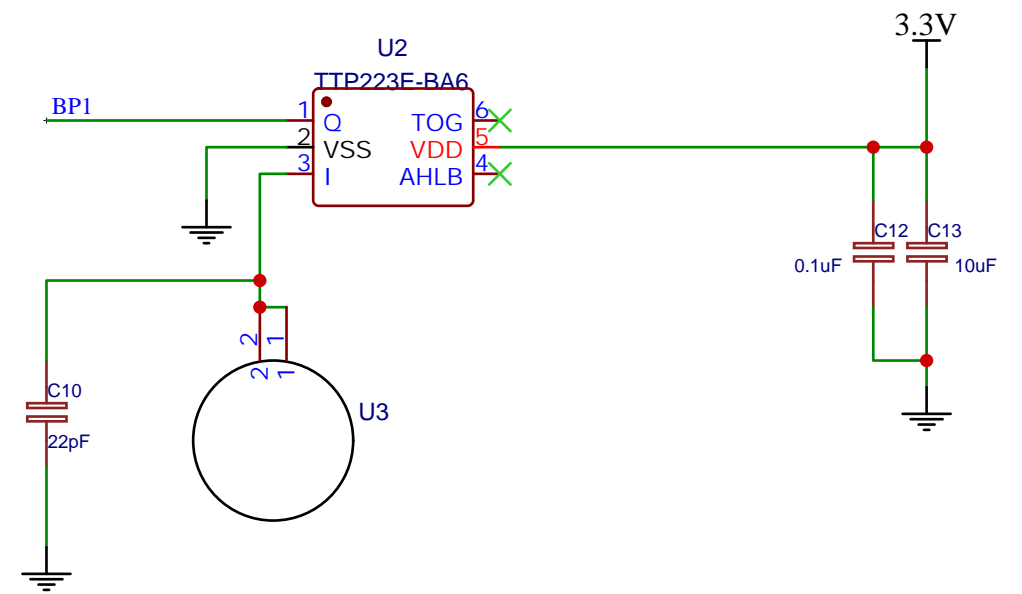 3.3V
U2
TTP223E-BA6
BP1
1 Q TOG 6
2 VSS VDD 5
3 I AHLB 4
C12 C13
0.1uF 10uF
2 1
2 1
C10
U3
22pF